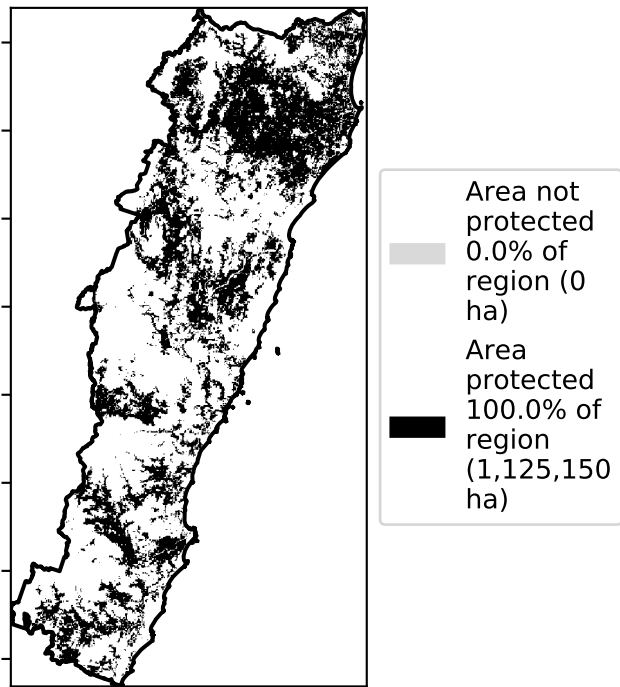 Area not
protected
0.0% of
region (0
ha)
Area
protected
100.0% of
region
(1,125,150
ha)